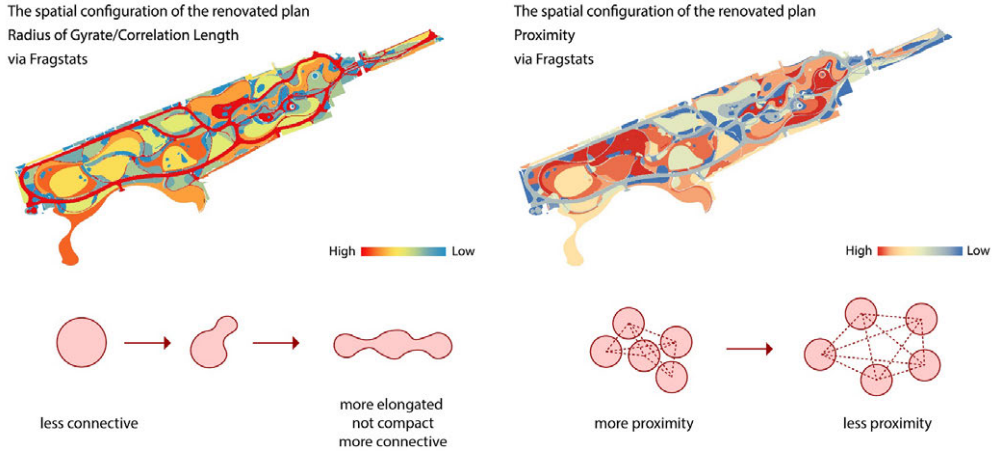 The spatial configuration of the renovated plan
Radius of Gyrate/Correlation Length
via Fragstats
High
Low
less connective
more elongated
not compact
more connective
The spatial configuration of the renovated plan
Proximity
via Fragstats
High
Low
more proximity
less proximity